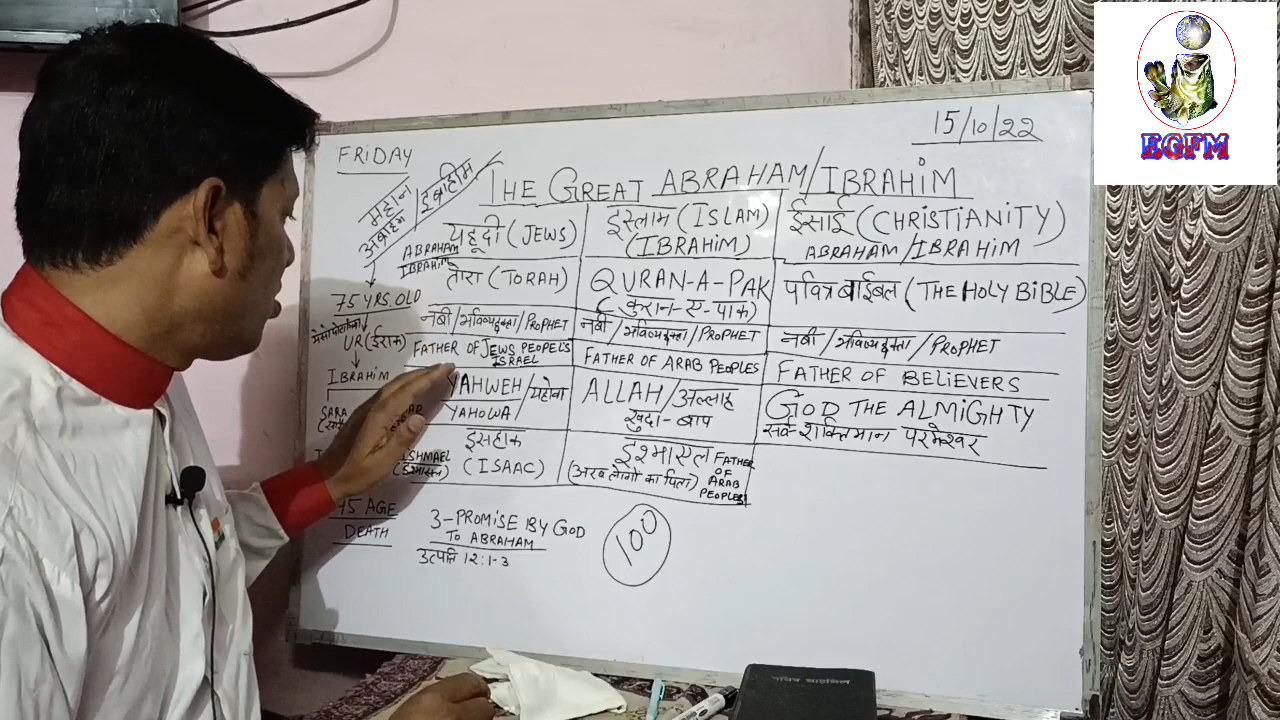 EGFM
FRIDAY
15/10/22
महान
अब्राहम/इब्राहीम
THE GREAT ABRAHAM/IBRAHIM
यहूदी (JEWS)
ABRAHAM
IBRAHIM
तोरा (TORAH)
नबी/भविष्यद्वक्ता/PROPHET
FATHER OF JEWS PEOPEL'S
ISRAEL
YAHWEH/यहोवा
YAHOWA
इसहाक
(ISAAC)
इस्लाम (ISLAM)
(IBRAHIM)
QURAN-A-PAK
(कुरान-ए-पाक)
नबी/भविष्यद्वक्ता/PROPHET
FATHER OF ARAB PEOPLES
ALLAH/अल्लाह
खुदा-बाप
इश्माएल FATHER OF ARAB PEOPLES
(अरब लोगो का पिता)
ईसाई (CHRISTIANITY)
ABRAHAM/IBRAHIM
पवित्र बाईबल (THE HOLY BIBLE)
नबी/भविष्यद्वक्ता/PROPHET
FATHER OF BELIEVERS
GOD THE ALMIGHTY
सर्व-शक्तिमान परमेश्वर
75 YRS. OLD
UR (ईराक)
IBRAHIM
SARA
ISHMAEL
75 AGE
DEATH
3-PROMISE BY GOD
TO ABRAHAM
उत्पत्ति 12:1-3
100
पवित्र बाइबिल